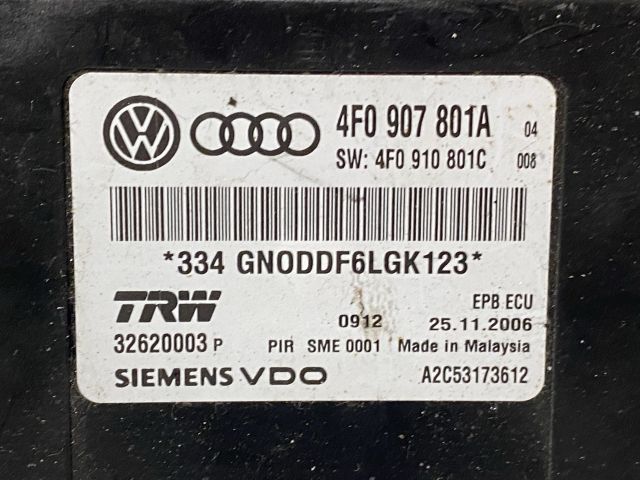 4F0 907 801A 04
SW: 4F0 910 801C 008
*334 GNODDF6LGK123*
TRW EPB ECU
0912 25.11.2006
32620003 P PIR SME 0001 Made in Malaysia
SIEMENS VDO A2C53173612